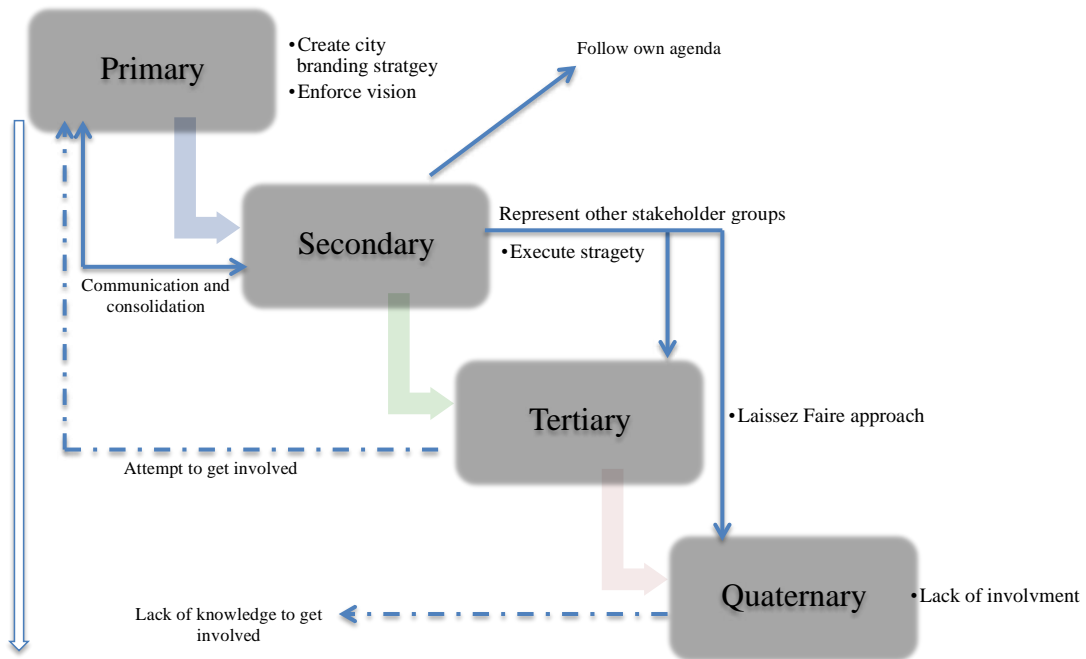 Primary
•Create city
branding stratgey
•Enforce vision
Follow own agenda
Secondary
Represent other stakeholder groups
•Execute stragety
Communication and
consolidation
Tertiary
•Laissez Faire approach
Attempt to get involved
Quaternary
•Lack of involvment
Lack of knowledge to get
involved